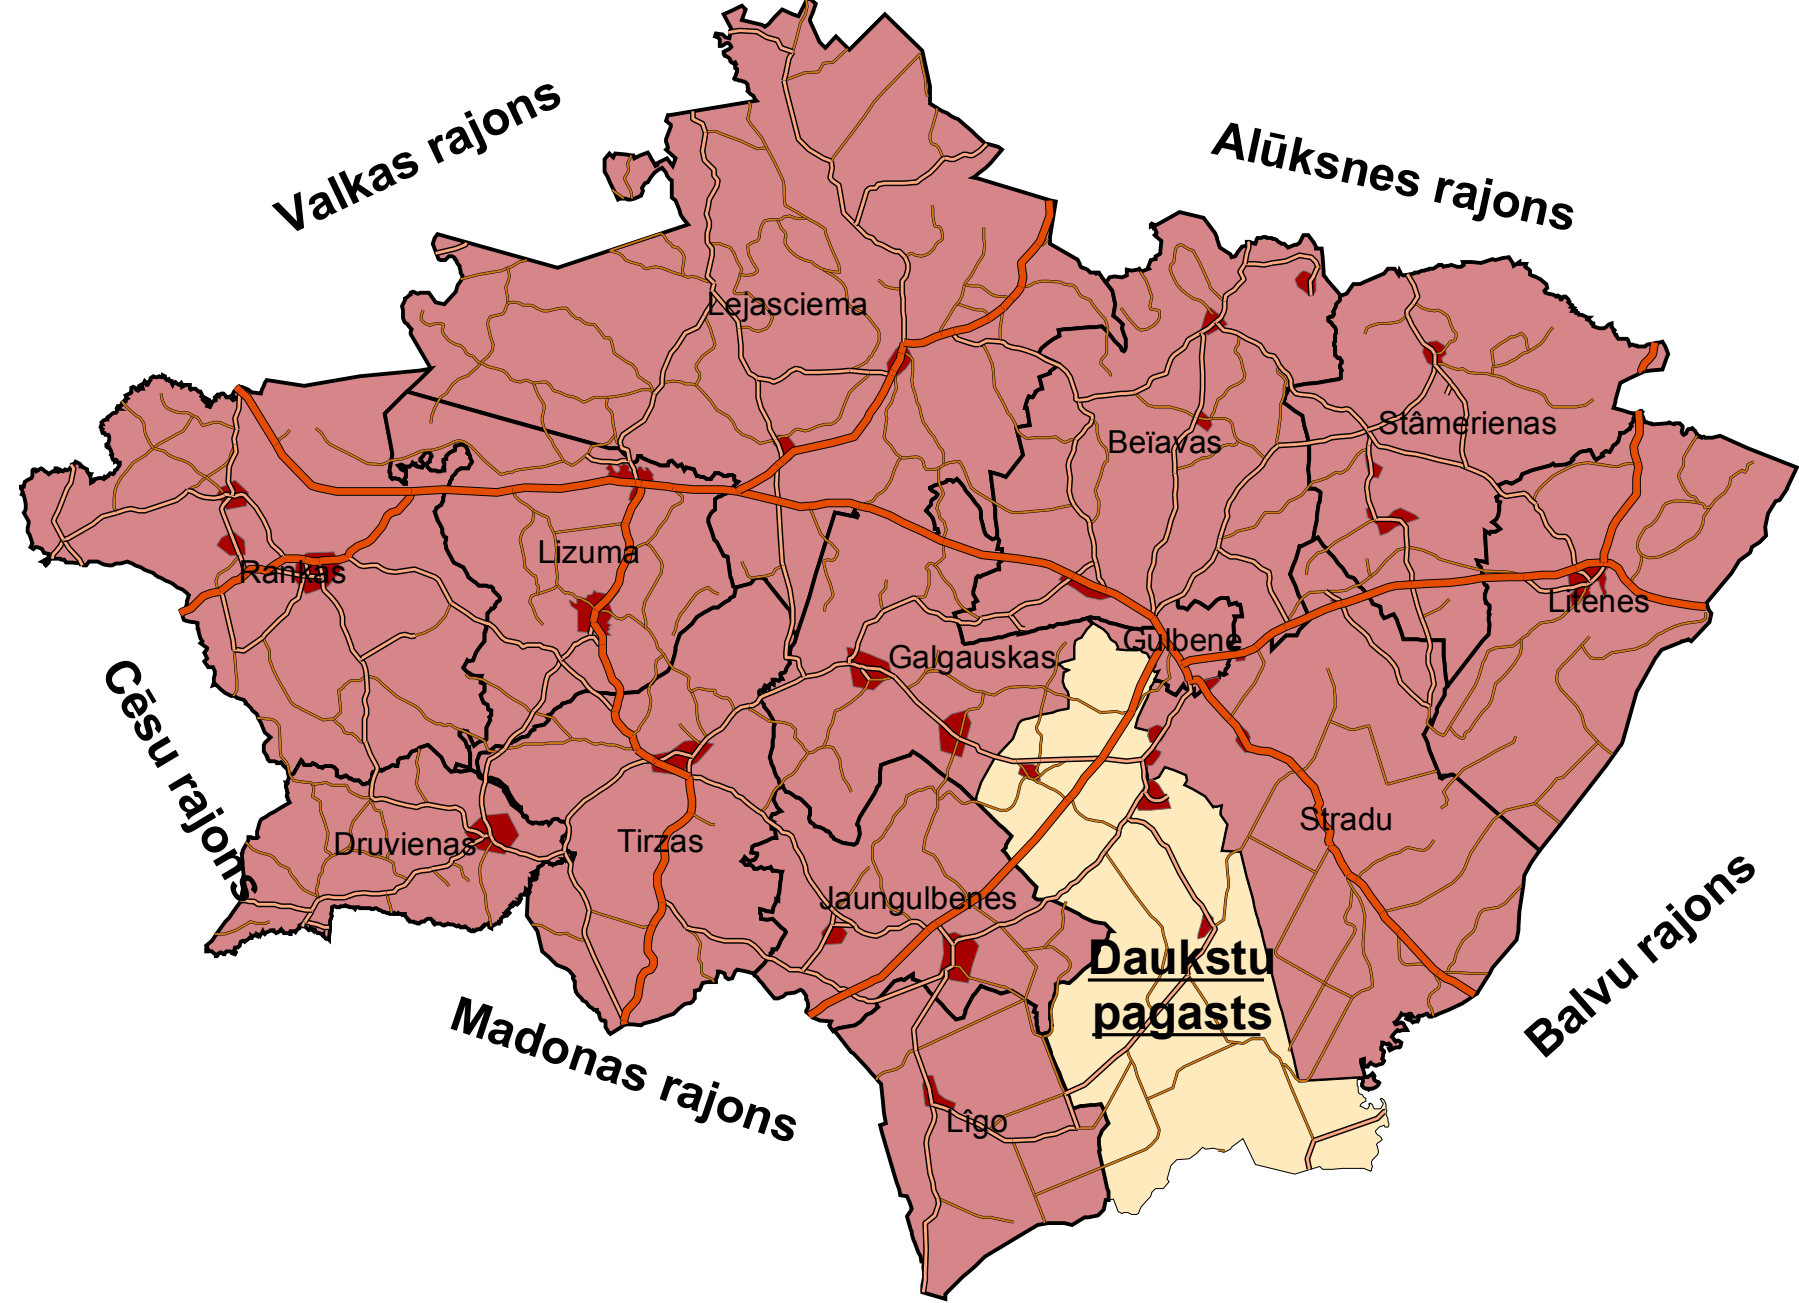 Valkas rajons
Alūksnes rajons
Lejasciema
Stâmerienas
Beïavas
Lizuma
Rankas
Litenes
Gulbene
Galgauskas
Cēsu rajons
Stradu
Druvienas
Tirzas
Jaungulbenes
Daukstu
pagasts
Balvu rajons
Madonas rajons
Lîgo